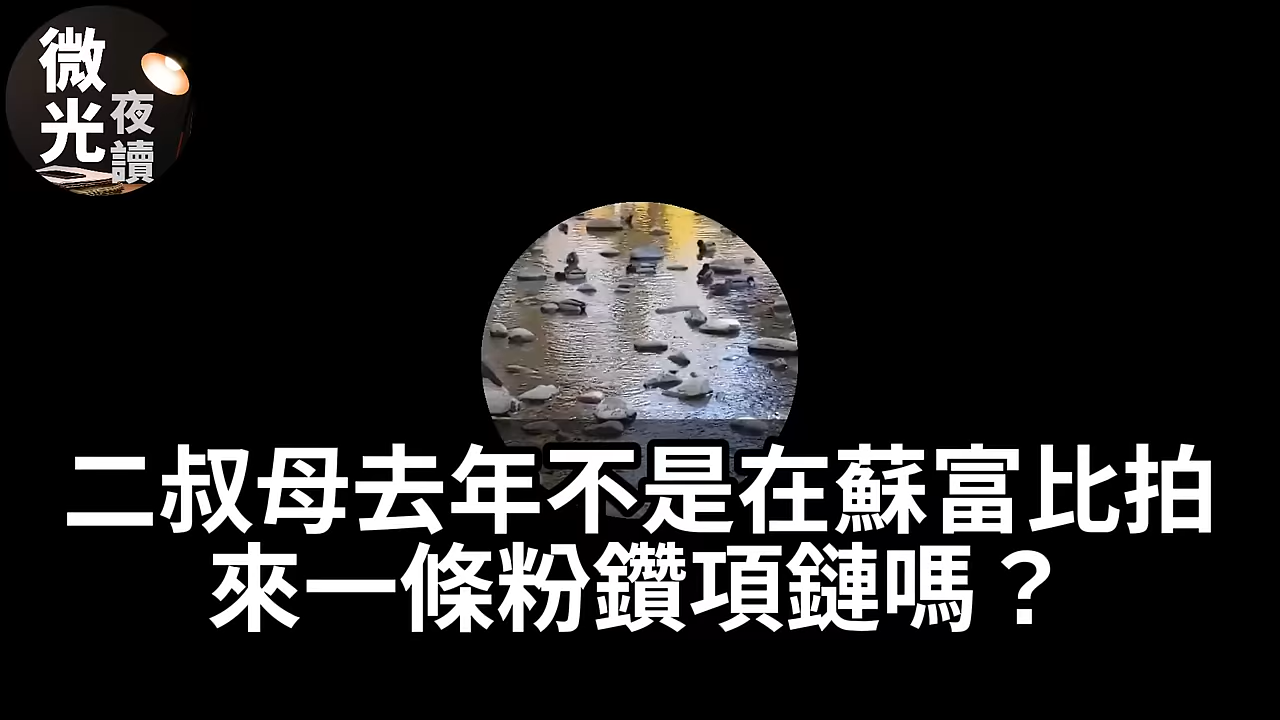 微光
夜讀
二叔母去年不是在蘇富比拍
來一條粉鑽項鏈嗎？